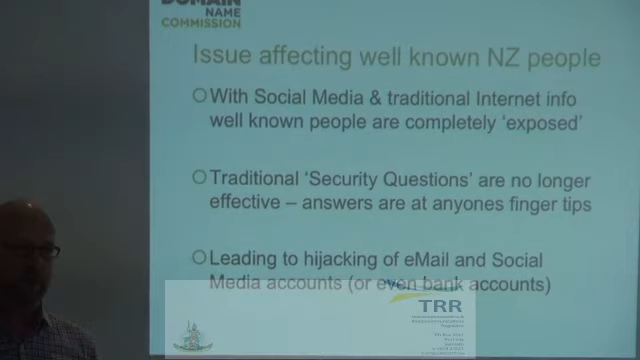 DOMAIN
NAME
COMMISSION
Issue affecting well known NZ people
With Social Media & traditional Internet info
well known people are completely 'exposed'
Traditional 'Security Questions' are no longer
effective – answers are at anyones finger tips
Leading to hijacking of eMail and Social
Media accounts (or even bank accounts)
TRR